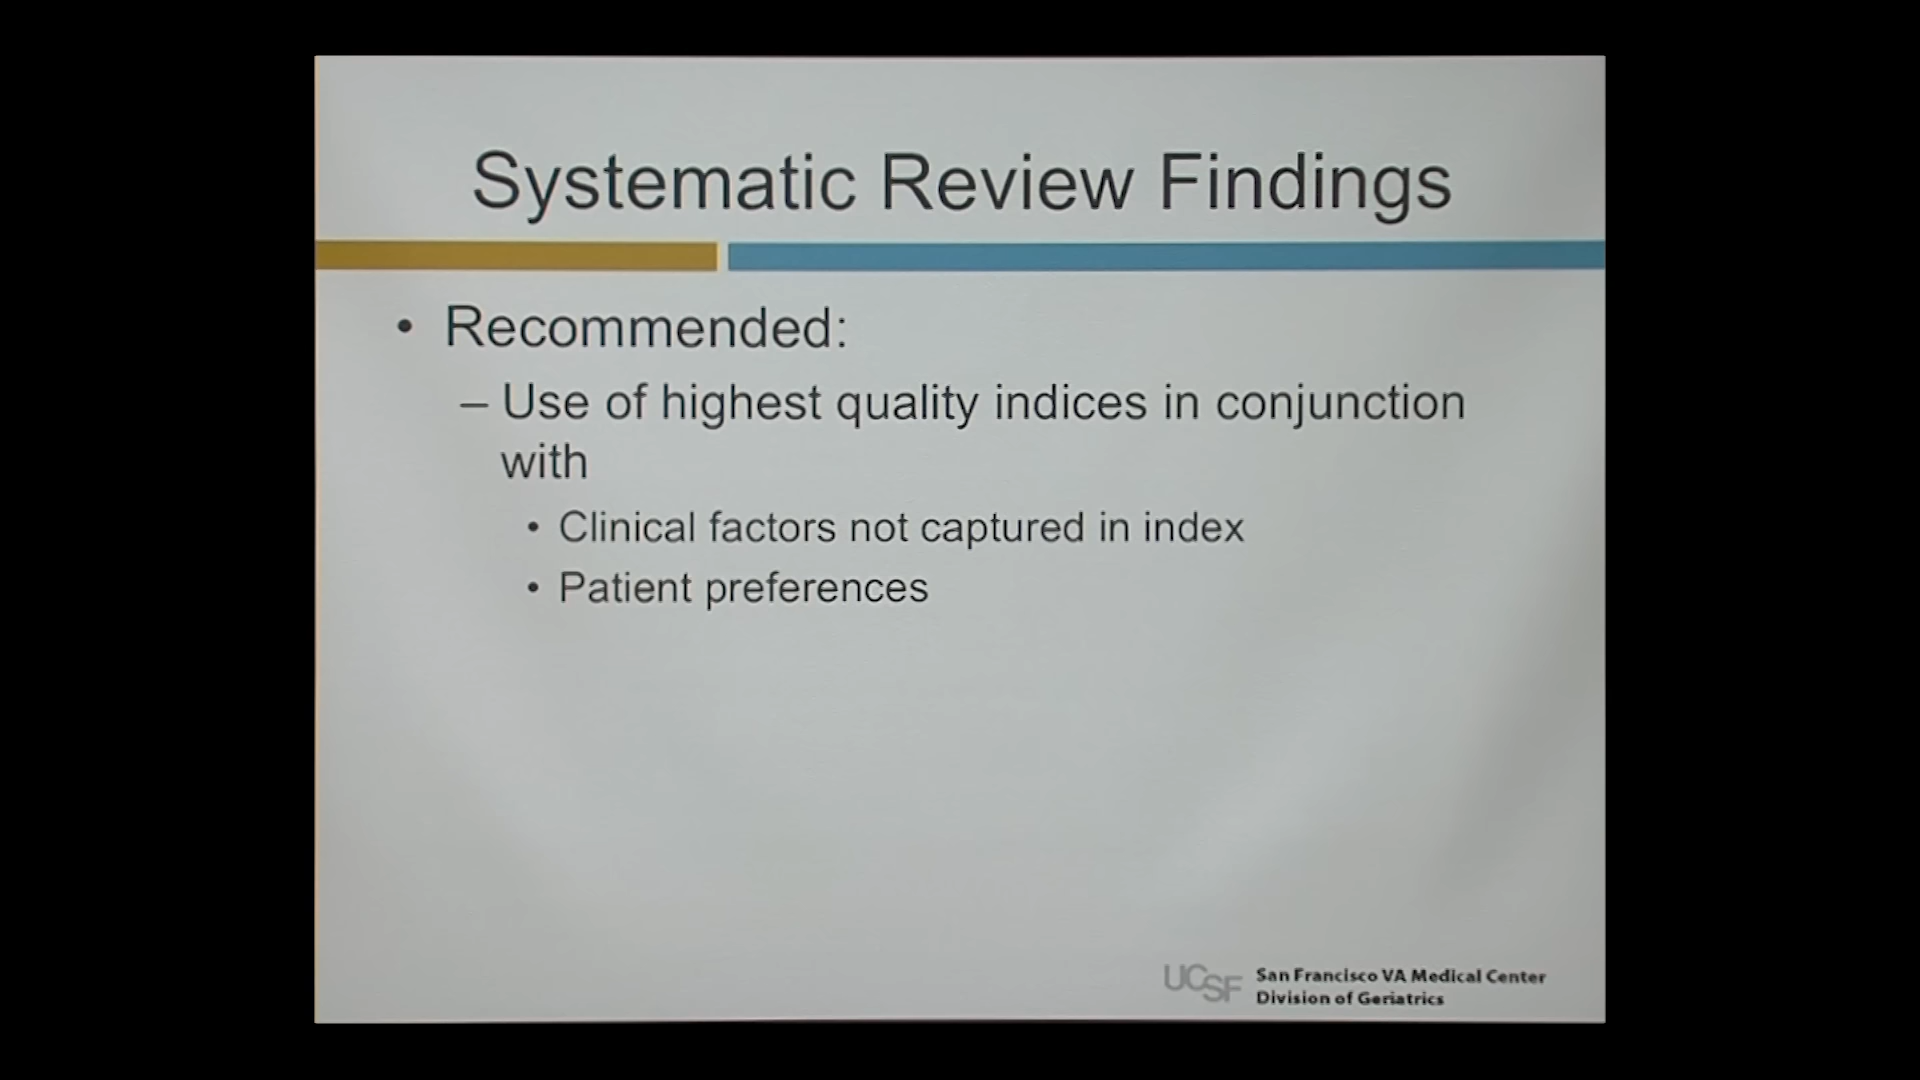 Systematic Review Findings
• Recommended:
– Use of highest quality indices in conjunction
with
• Clinical factors not captured in index
• Patient preferences
UCSF San Francisco VA Medical Center
Division of Geriatrics